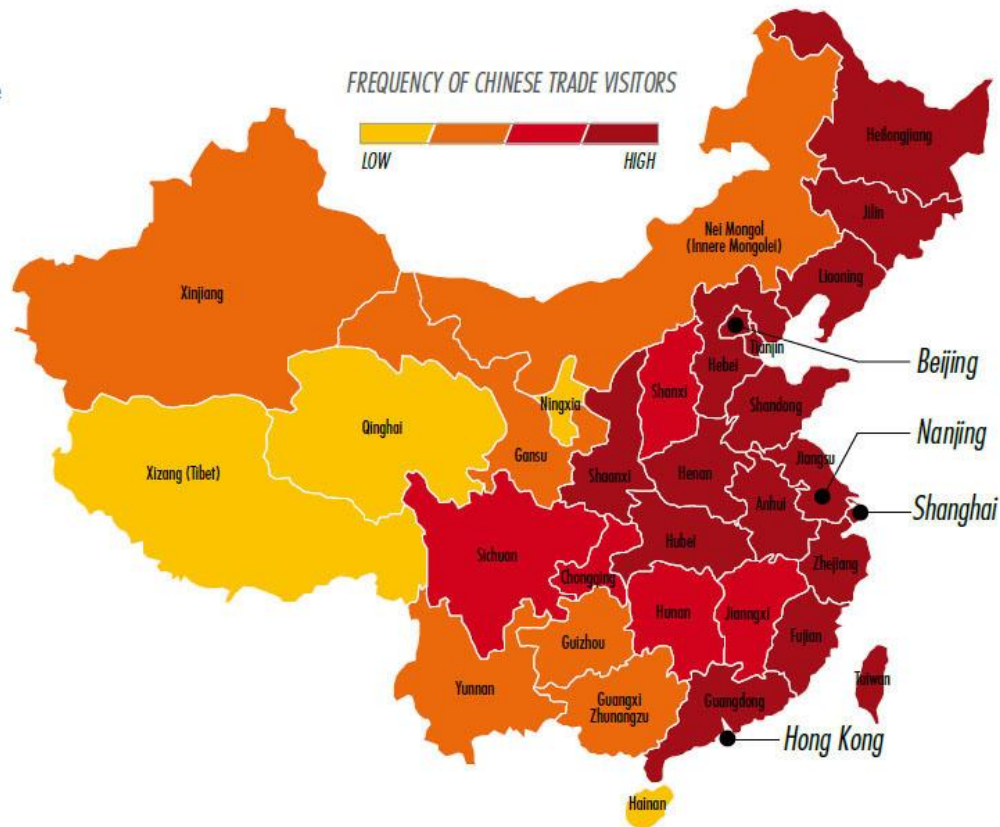 FREQUENCY OF CHINESE TRADE VISITORS
LOW
HIGH
Heilongjiang
Jilin
Nei Mongol
(Innere Mongolei)
Liaoning
Xinjiang
Beijing
Tianjin
Hebei
Shanxi
Ningxia
Shandong
Qinghai
Nanjing
Gansu
Jiangsu
Xizang (Tibet)
Shaanxi
Henan
Anhui
Shanghai
Hubei
Sichuan
Zhejiang
Chongqing
Hunan
Jianngxi
Fujian
Guizhou
Taiwan
Yunnan
Guangxi
Zhunangzu
Guangdong
Hong Kong
Hainan